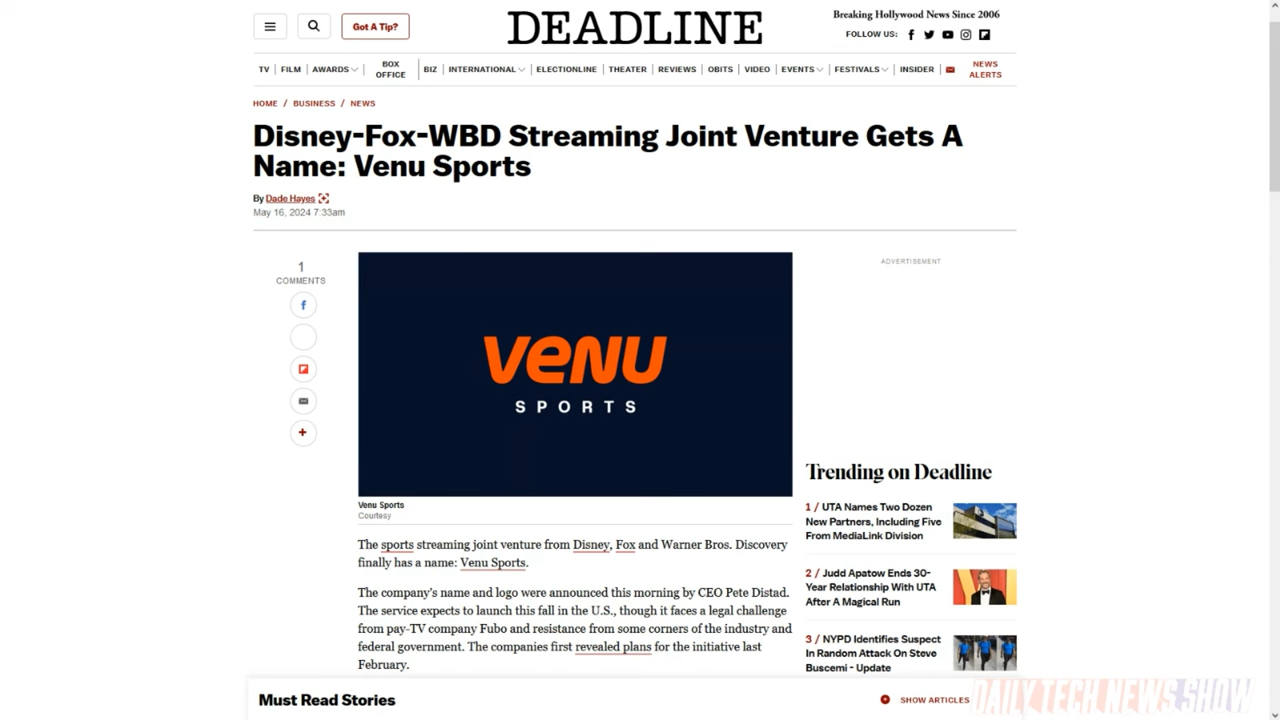 Got A Tip?
DEADLINE
Breaking Hollywood News Since 2006
FOLLOW US:
TV
FILM
AWARDS
BOX OFFICE
BIZ
INTERNATIONAL
ELECTIONLINE
THEATER
REVIEWS
OBITS
VIDEO
EVENTS
FESTIVALS
INSIDER
NEWS ALERTS
HOME / BUSINESS / NEWS
Disney-Fox-WBD Streaming Joint Venture Gets A
Name: Venu Sports
By Dade Hayes
May 16, 2024 7:33am
1
COMMENTS
venu
SPORTS
Venu Sports
Courtesy
The sports streaming joint venture from Disney, Fox and Warner Bros. Discovery
finally has a name: Venu Sports.
The company's name and logo were announced this morning by CEO Pete Distad.
The service expects to launch this fall in the U.S., though it faces a legal challenge
from pay-TV company Fubo and resistance from some corners of the industry and
federal government. The companies first revealed plans for the initiative last
February.
ADVERTISEMENT
Trending on Deadline
1 / UTA Names Two Dozen
New Partners, Including Five
From MediaLink Division
2 / Judd Apatow Ends 30-
Year Relationship With UTA
After A Magical Run
3 / NYPD Identifies Suspect
In Random Attack On Steve
Buscemi - Update
Must Read Stories
SHOW ARTICLES
DAILY TECH NEWS SHOW